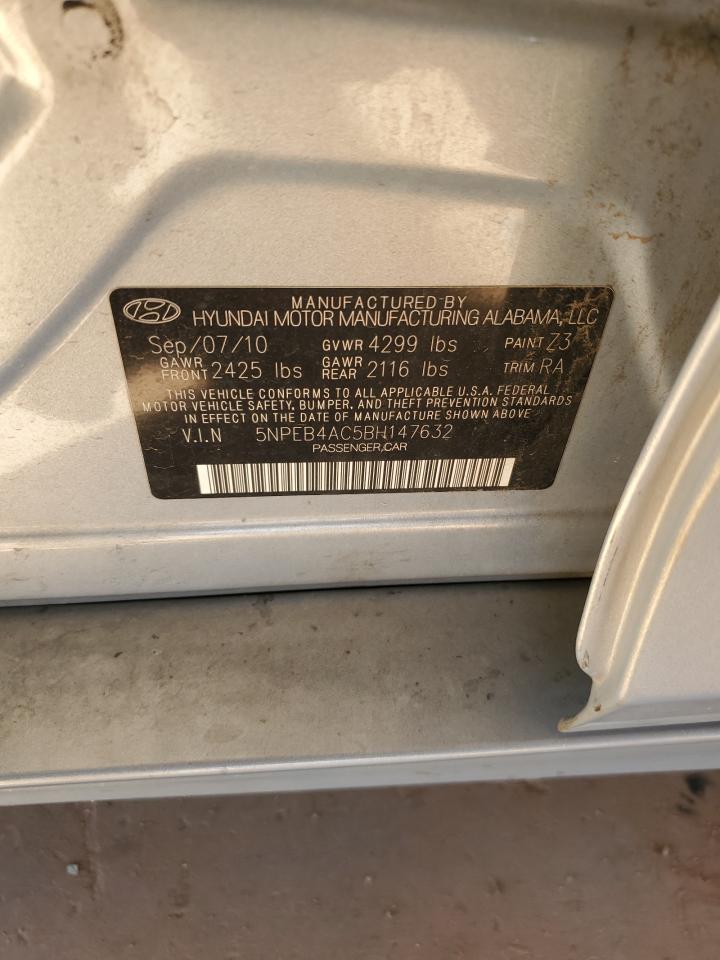 MANUFACTURED BY
HYUNDAI MOTOR MANUFACTURING ALABAMA, LLC
Sep/07/10 GVWR 4299 lbs PAINT Z3
GAWR FRONT 2425 lbs GAWR REAR 2116 lbs TRIM RA
THIS VEHICLE CONFORMS TO ALL APPLICABLE U.S.A. FEDERAL
MOTOR VEHICLE SAFETY, BUMPER, AND THEFT PREVENTION STANDARDS
IN EFFECT ON THE DATE OF MANUFACTURE SHOWN ABOVE
V.I.N 5NPEB4AC5BH147632
PASSENGER,CAR